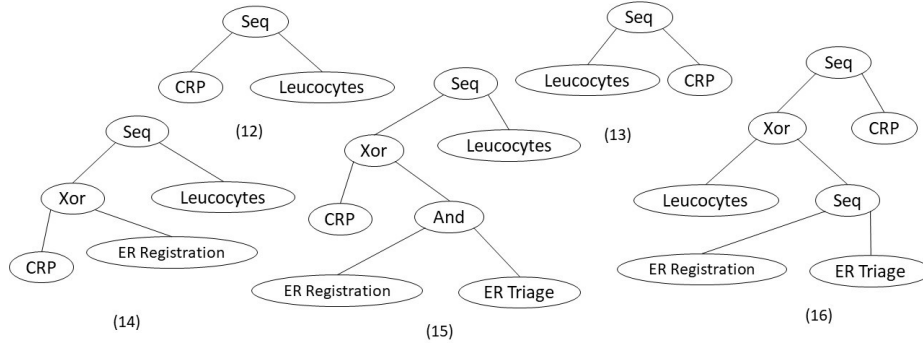 Seq
CRP
Leucocytes
(12)
Seq
Leucocytes
CRP
(13)
Seq
Xor
Leucocytes
CRP
ER Registration
(14)
Seq
Xor
Leucocytes
CRP
And
ER Registration
ER Triage
(15)
Seq
Xor
CRP
Leucocytes
Seq
ER Registration
ER Triage
(16)